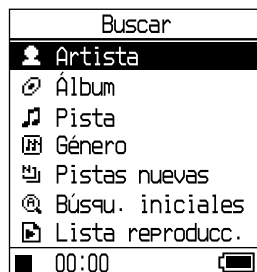 Buscar
Artista
Álbum
Pista
Género
Pistas nuevas
Búsqu. iniciales
Lista reproducc.
00:00